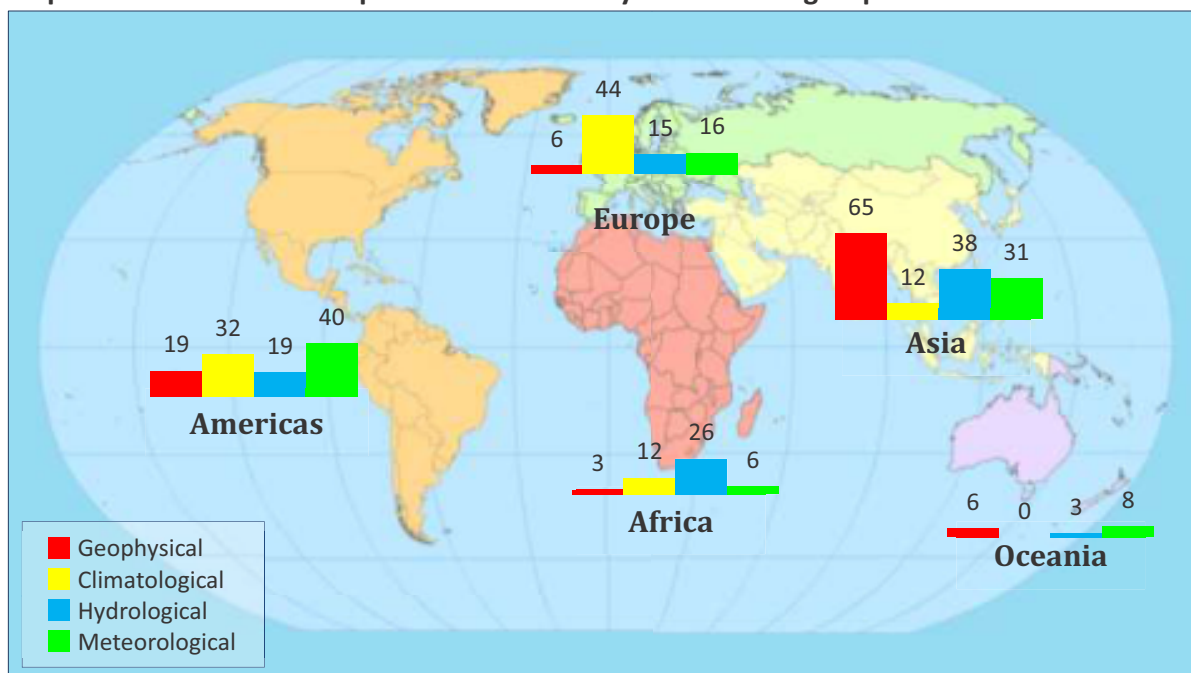 44
6
15
16
Europe
65
12
38
31
Asia
19
32
19
40
Americas
3
12
26
6
Africa
6
0
3
8
Oceania
Geophysical
Climatological
Hydrological
Meteorological